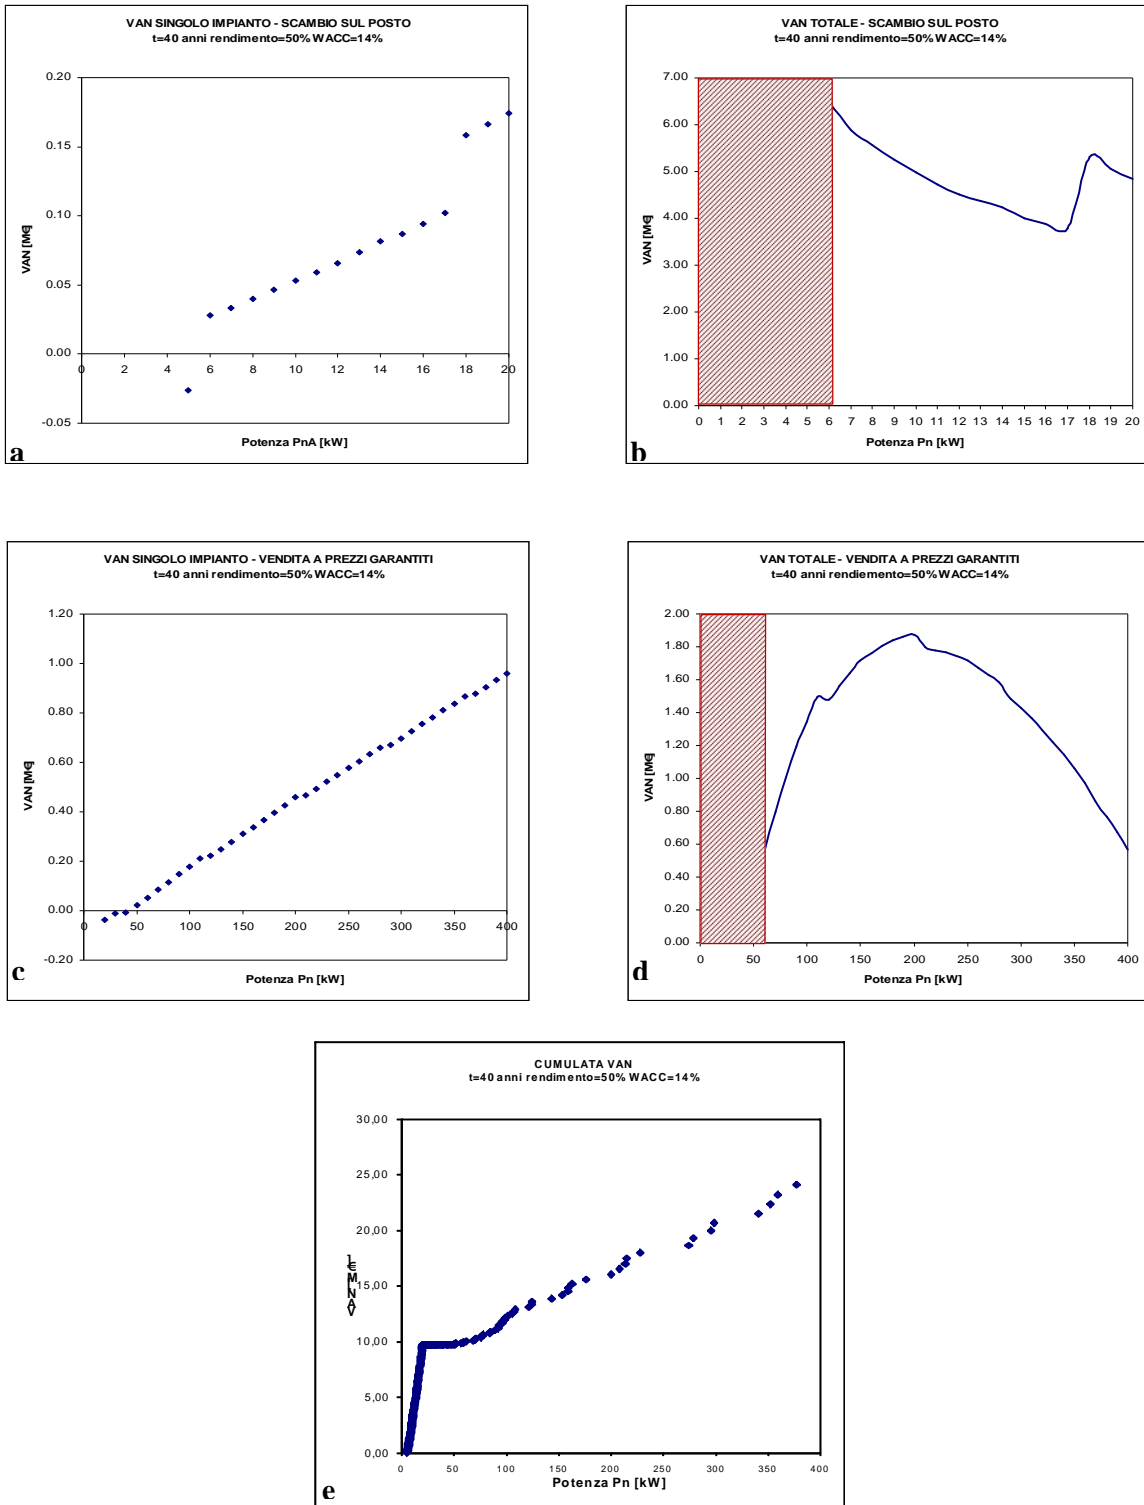 VAN SINGOLO IMPIANTO - SCAMBIO SUL POSTO
t=40 anni rendimento=50% WACC=14%
0.20
0.15
0.10
0.05
0.00
-0.05
0 2 4 6 8 10 12 14 16 18 20
VAN [M€]
Potenza PnA [kW]
a
VAN TOTALE - SCAMBIO SUL POSTO
t=40 anni rendimento=50% WACC=14%
7.00
6.00
5.00
4.00
3.00
2.00
1.00
0.00
0 1 2 3 4 5 6 7 8 9 10 11 12 13 14 15 16 17 18 19 20
VAN [M€]
Potenza Pn [kW]
b
VAN SINGOLO IMPIANTO - VENDITA A PREZZI GARANTITI
t=40 anni rendimento=50% WACC=14%
1.20
1.00
0.80
0.60
0.40
0.20
0.00
-0.20
0 50 100 150 200 250 300 350 400
VAN [M€]
Potenza Pn [kW]
c
VAN TOTALE - VENDITA A PREZZI GARANTITI
t=40 anni rendiemento=50% WACC=14%
2.00
1.80
1.60
1.40
1.20
1.00
0.80
0.60
0.40
0.20
0.00
0 50 100 150 200 250 300 350 400
VAN [M€]
Potenza Pn [kW]
d
CUMULATA VAN
t=40 anni rendimento=50% WACC=14%
30,00
25,00
20,00
15,00
10,00
5,00
0,00
0 50 100 150 200 250 300 350 400
VAN [M€]
Potenza Pn [kW]
e